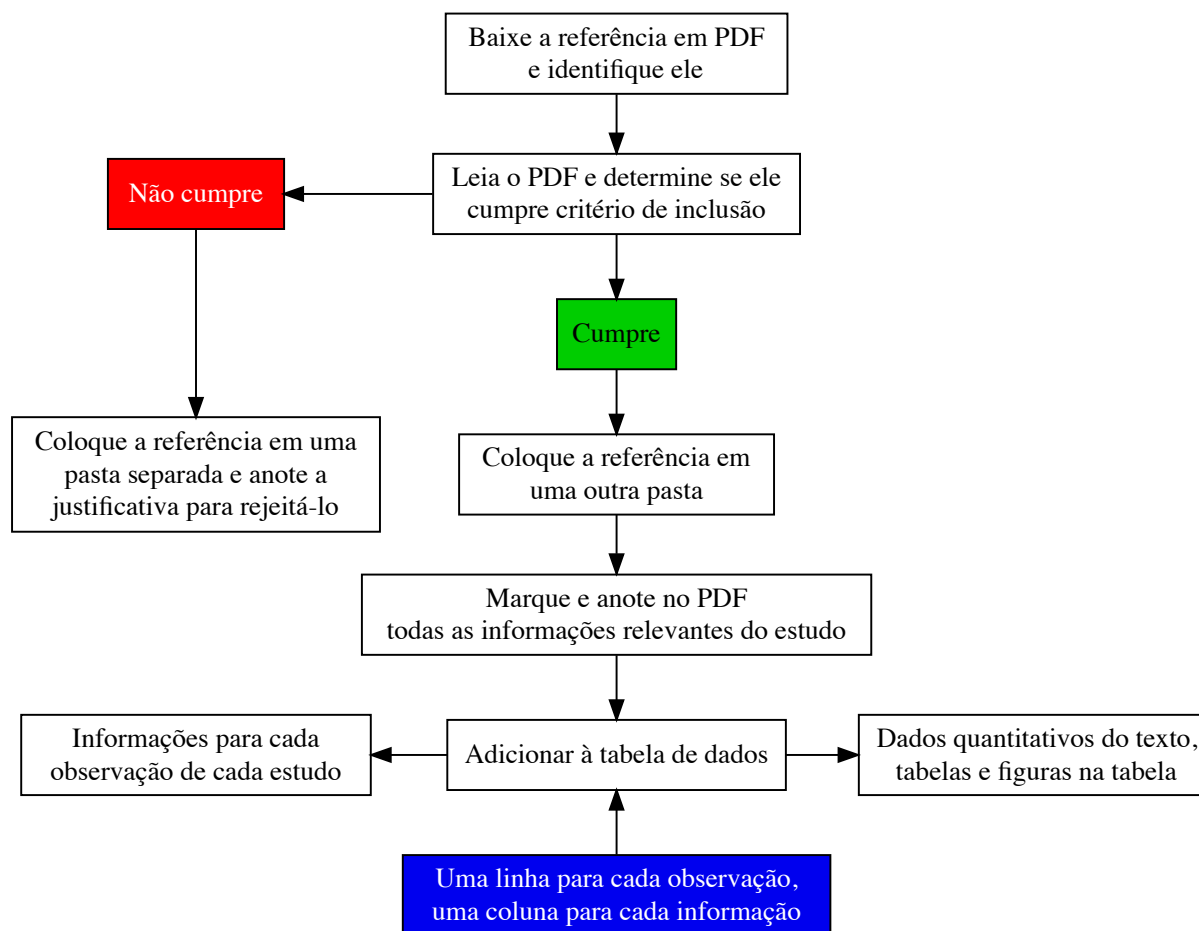 Baixe a referência em PDF
e identifique ele
Não cumpre
Leia o PDF e determine se ele
cumpre critério de inclusão
Cumpre
Coloque a referência em uma
pasta separada e anote a
justificativa para rejeitá-lo
Coloque a referência em
uma outra pasta
Marque e anote no PDF
todas as informações relevantes do estudo
Informações para cada
observação de cada estudo
Adicionar à tabela de dados
Dados quantitativos do texto,
tabelas e figuras na tabela
Uma linha para cada observação,
uma coluna para cada informação